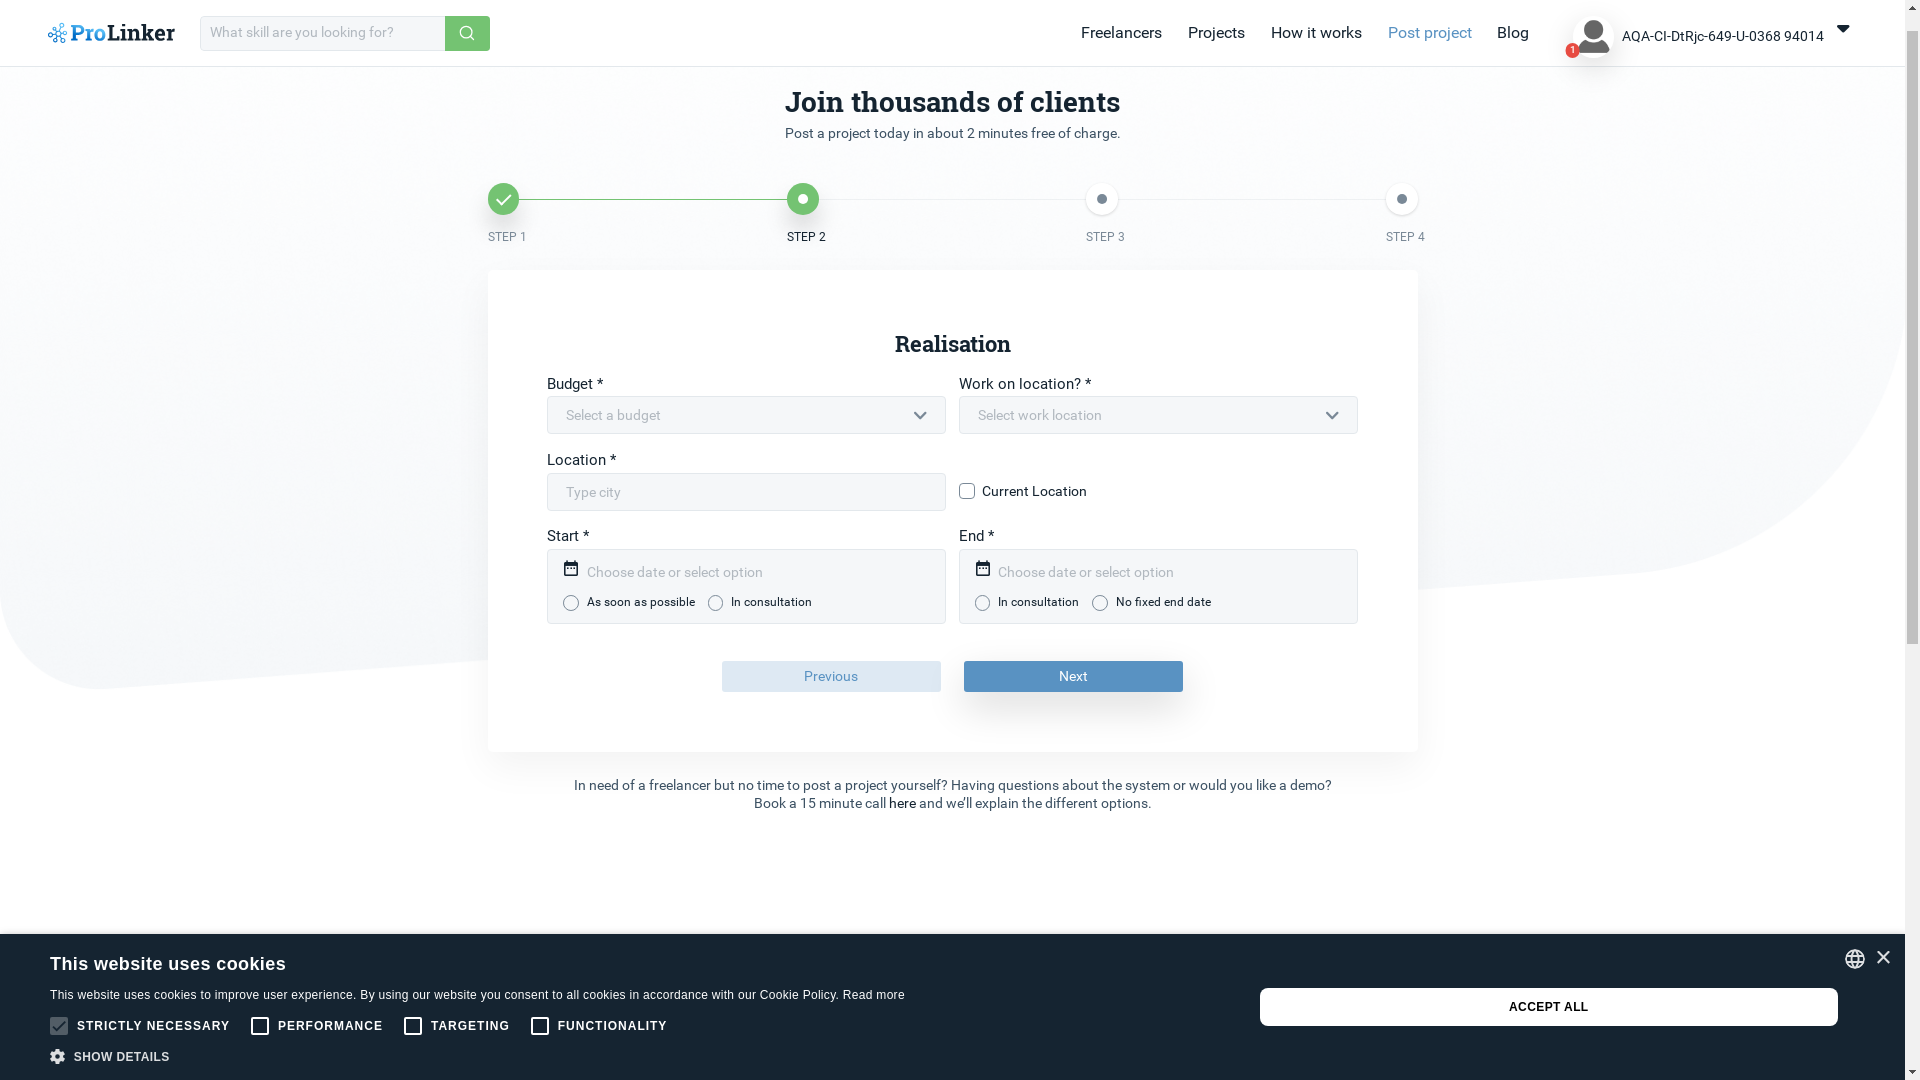 ProLinker
What skill are you looking for?
Freelancers
Projects
How it works
Post project
Blog
1
AQA-CI-DtRjc-649-U-0368 94014
Join thousands of clients
Post a project today in about 2 minutes free of charge.
STEP 1
STEP 2
STEP 3
STEP 4
Realisation
Budget *
Work on location? *
Select a budget
Select work location
Location *
Type city
Current Location
Start *
End *
Choose date or select option
Choose date or select option
As soon as possible
In consultation
In consultation
No fixed end date
Previous
Next
In need of a freelancer but no time to post a project yourself? Having questions about the system or would you like a demo?
Book a 15 minute call here and we’ll explain the different options.
This website uses cookies
This website uses cookies to improve user experience. By using our website you consent to all cookies in accordance with our Cookie Policy. Read more
STRICTLY NECESSARY
PERFORMANCE
TARGETING
FUNCTIONALITY
SHOW DETAILS
ACCEPT ALL